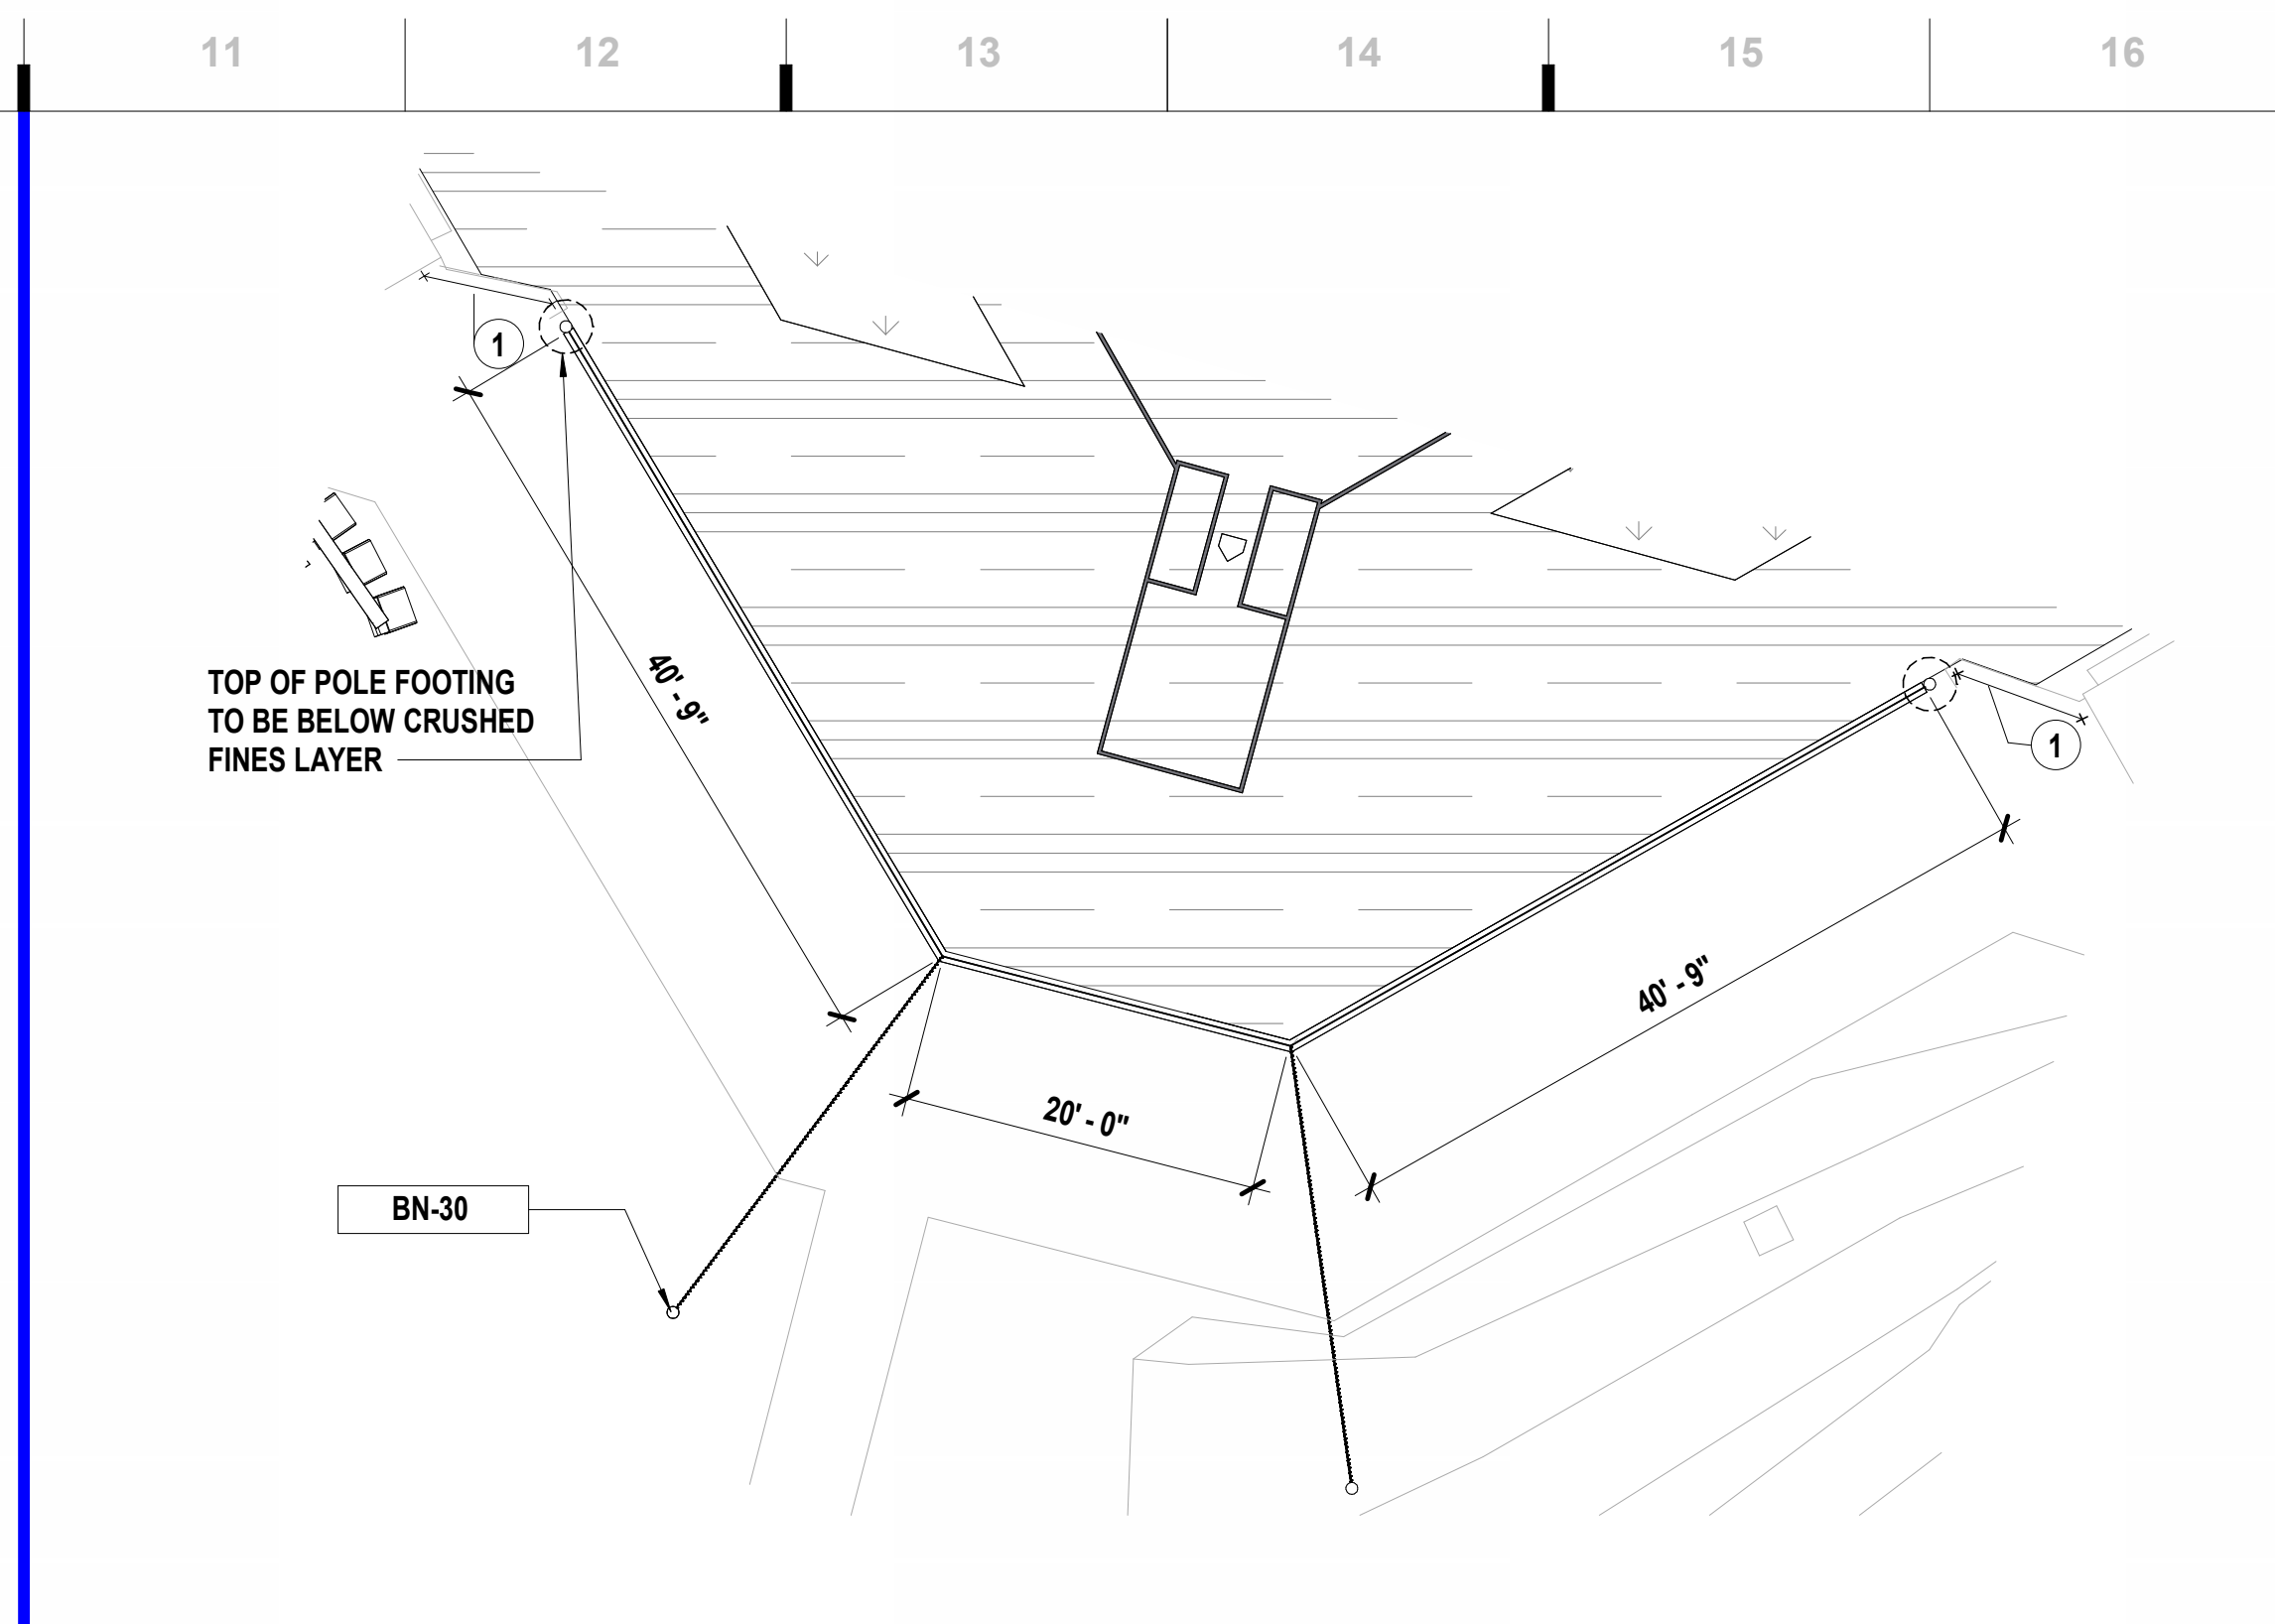 11
12
13
14
15
16
1
TOP OF POLE FOOTING
TO BE BELOW CRUSHED
FINES LAYER
40' - 9"
1
40' - 9"
20' - 0"
BN-30